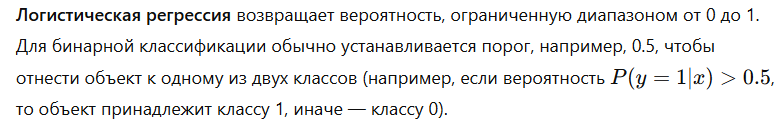 Логистическая регрессия возвращает вероятность, ограниченную диапазоном от 0 до 1.
Для бинарной классификации обычно устанавливается порог, например, 0.5, чтобы
отнести объект к одному из двух классов (например, если вероятность P(y = 1|x) > 0.5,
то объект принадлежит классу 1, иначе — классу 0).